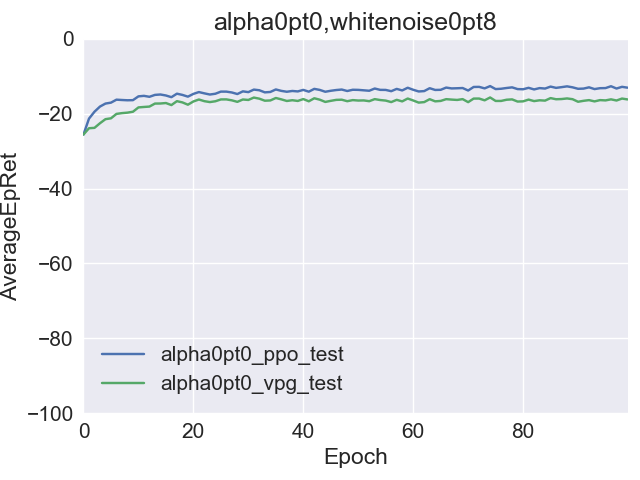 alpha0pt0,whitenoise0pt8
0
−20
−40
−60
−80
−100
AverageEpRet
alpha0pt0_ppo_test
alpha0pt0_vpg_test
0 20 40 60 80
Epoch